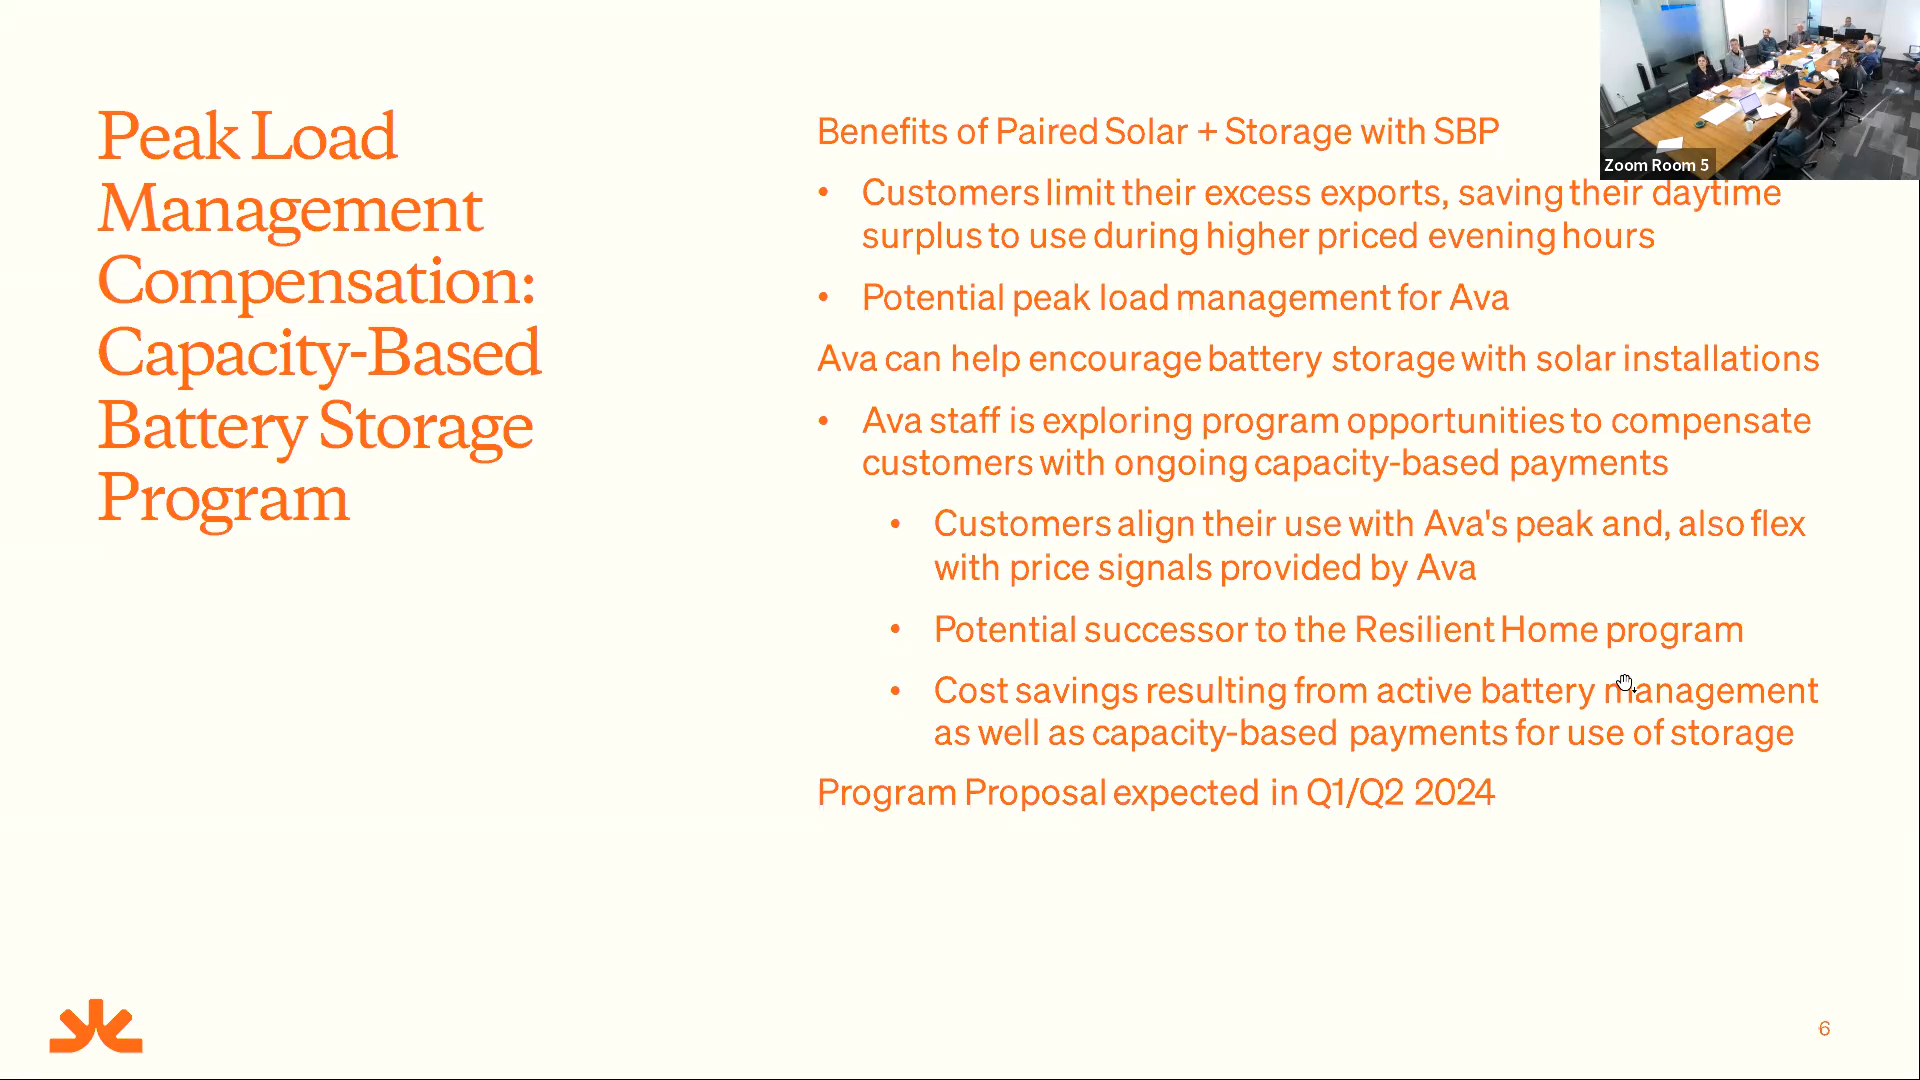 Peak Load
Management
Compensation:
Capacity-Based
Battery Storage
Program
Benefits of Paired Solar + Storage with SBP
• Customers limit their excess exports, saving their daytime
surplus to use during higher priced evening hours
• Potential peak load management for Ava
Ava can help encourage battery storage with solar installations
• Ava staff is exploring program opportunities to compensate
customers with ongoing capacity-based payments
• Customers align their use with Ava's peak and, also flex
with price signals provided by Ava
• Potential successor to the Resilient Home program
• Cost savings resulting from active battery management
as well as capacity-based payments for use of storage
Program Proposal expected in Q1/Q2 2024
Zoom Room 5
6